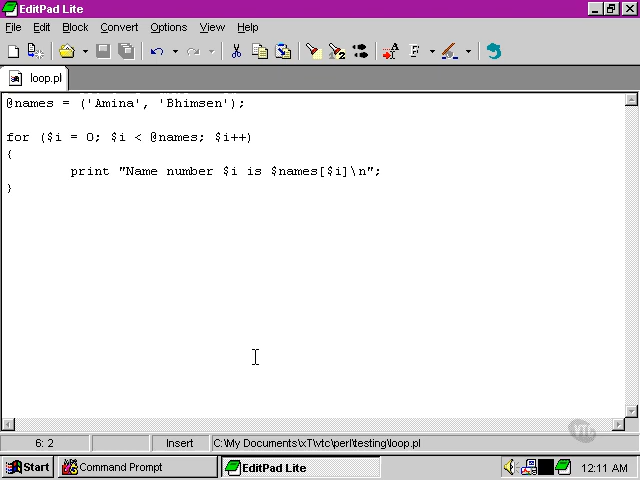 EditPad Lite
File Edit Block Convert Options View Help
loop.pl
@names = ('Amina', 'Bhimsen');
for ($i = 0; $i < @names; $i++)
{
print "Name number $i is $names[$i]\n";
}
VTC
6: 2 Insert C:\My Documents\xT\vtc\perl\testing\loop.pl
Start Command Prompt EditPad Lite 12:11 AM